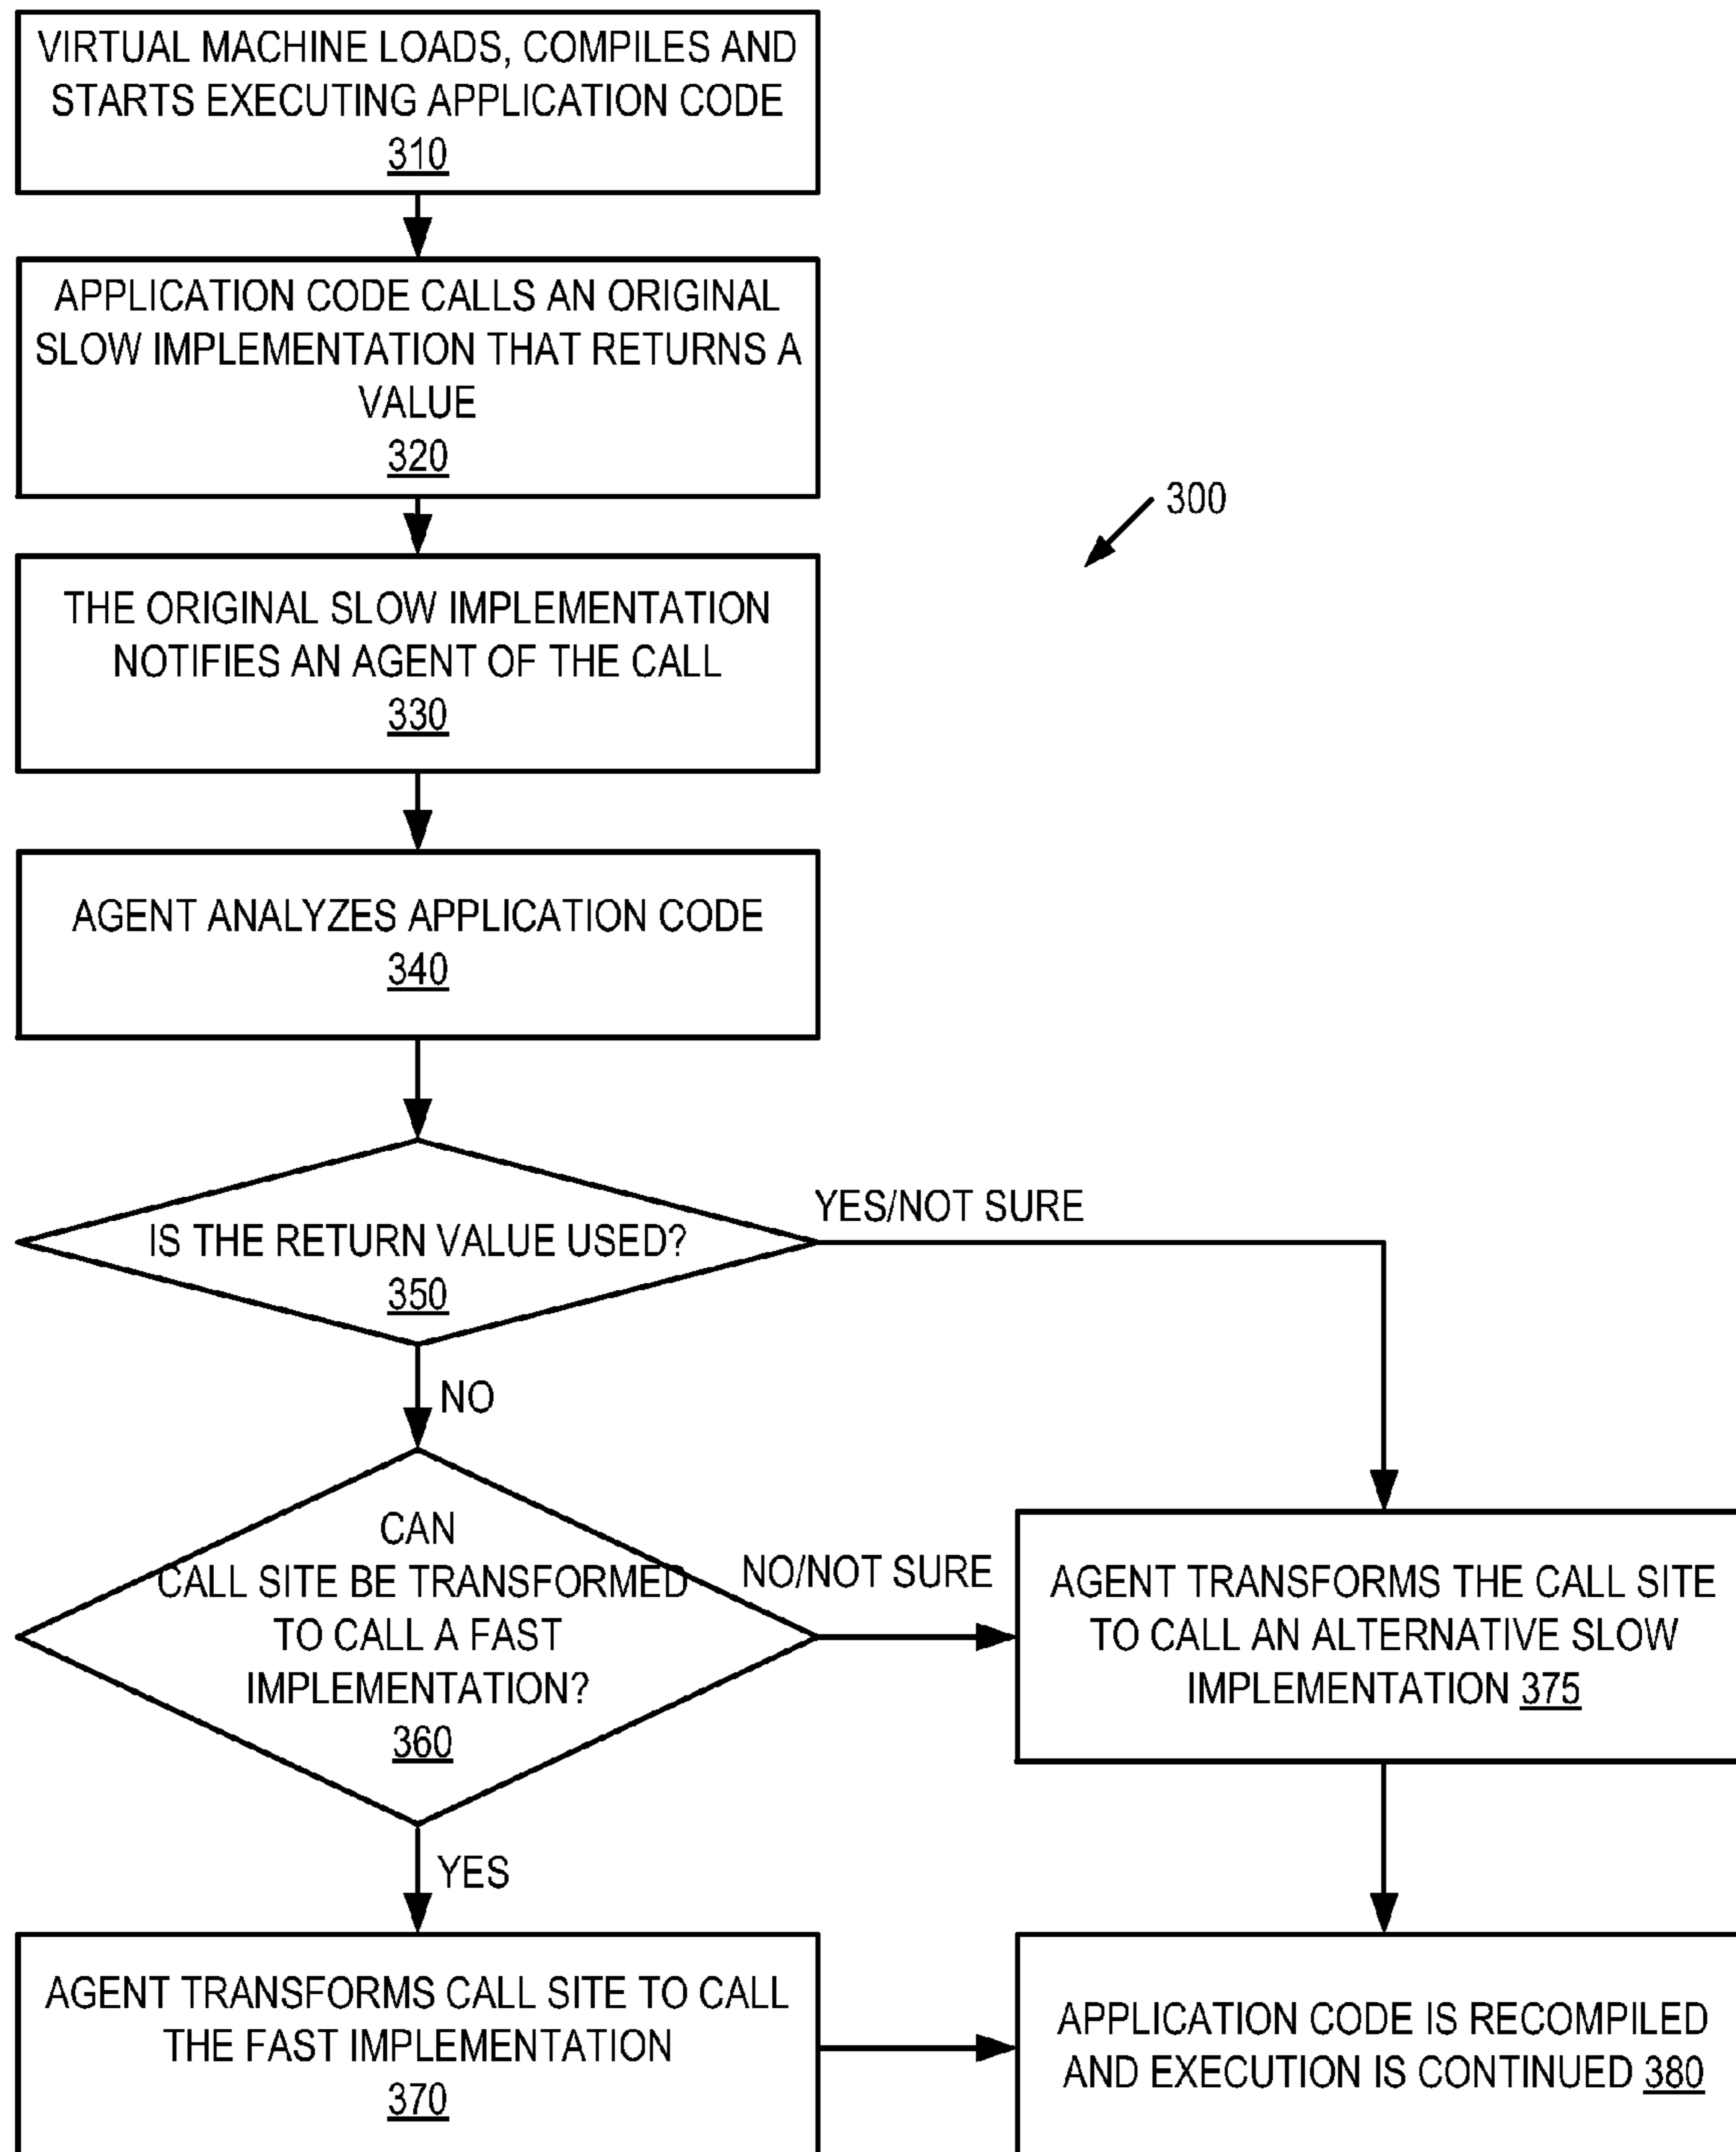 VIRTUAL MACHINE LOADS, COMPILES AND
STARTS EXECUTING APPLICATION CODE
310
APPLICATION CODE CALLS AN ORIGINAL
SLOW IMPLEMENTATION THAT RETURNS A
VALUE
320
300
THE ORIGINAL SLOW IMPLEMENTATION
NOTIFIES AN AGENT OF THE CALL
330
AGENT ANALYZES APPLICATION CODE
340
YES/NOT SURE
IS THE RETURN VALUE USED?
350
NO
CAN
CALL SITE BE TRANSFORMED
TO CALL A FAST
IMPLEMENTATION?
360
NO/NOT SURE
AGENT TRANSFORMS THE CALL SITE
TO CALL AN ALTERNATIVE SLOW
IMPLEMENTATION 375
YES
AGENT TRANSFORMS CALL SITE TO CALL
THE FAST IMPLEMENTATION
370
APPLICATION CODE IS RECOMPILED
AND EXECUTION IS CONTINUED 380